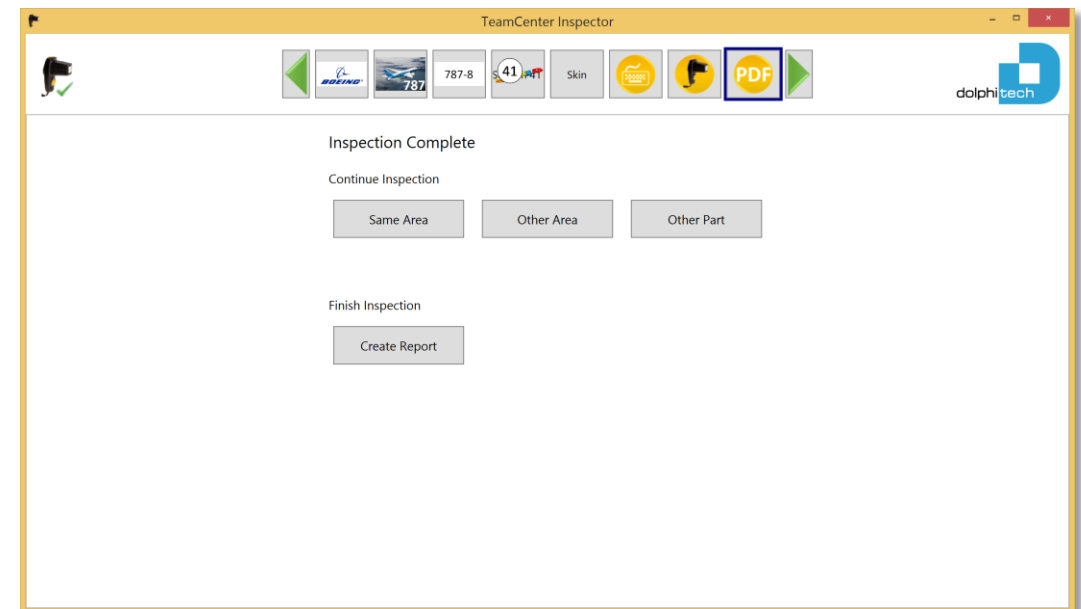 TeamCenter Inspector
BOEING
787
787-8
41
Skin
PDF
dolphitech
Inspection Complete
Continue Inspection
Same Area
Other Area
Other Part
Finish Inspection
Create Report